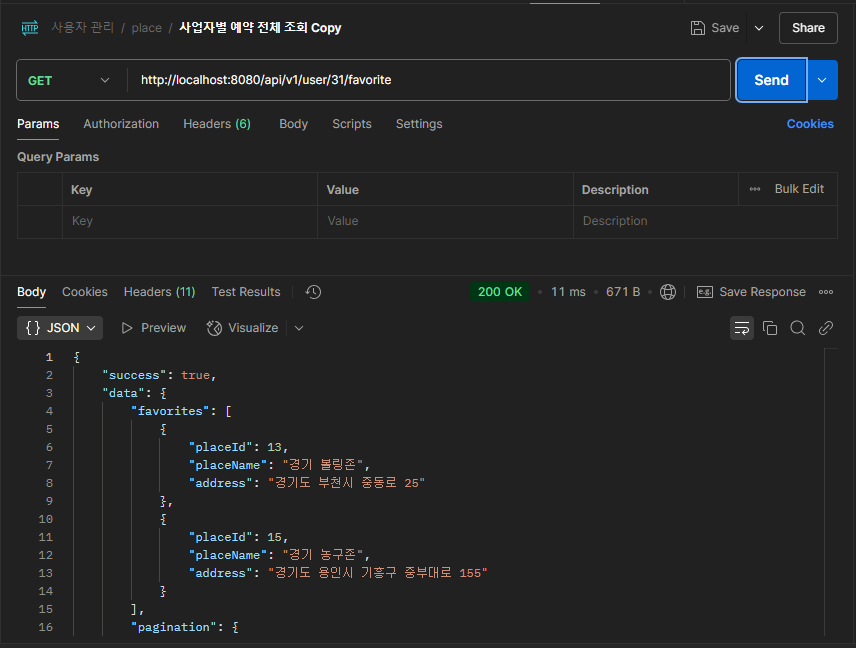 HTTP 사용자 관리 / place / 사업자별 예약 전체 조회 Copy Save Share
GET http://localhost:8080/api/v1/user/31/favorite Send
Params Authorization Headers (6) Body Scripts Settings Cookies
Query Params
Key Value Description Bulk Edit
Key Value Description
Body Cookies Headers (11) Test Results 200 OK 11 ms 671 B e.g. Save Response
{} JSON Preview Visualize
1 {
2 "success": true,
3 "data": {
4 "favorites": [
5 {
6 "placeId": 13,
7 "placeName": "경기 볼링존",
8 "address": "경기도 부천시 중동로 25"
9 },
10 {
11 "placeId": 15,
12 "placeName": "경기 농구존",
13 "address": "경기도 용인시 기흥구 중부대로 155"
14 }
15 ],
16 "pagination": {